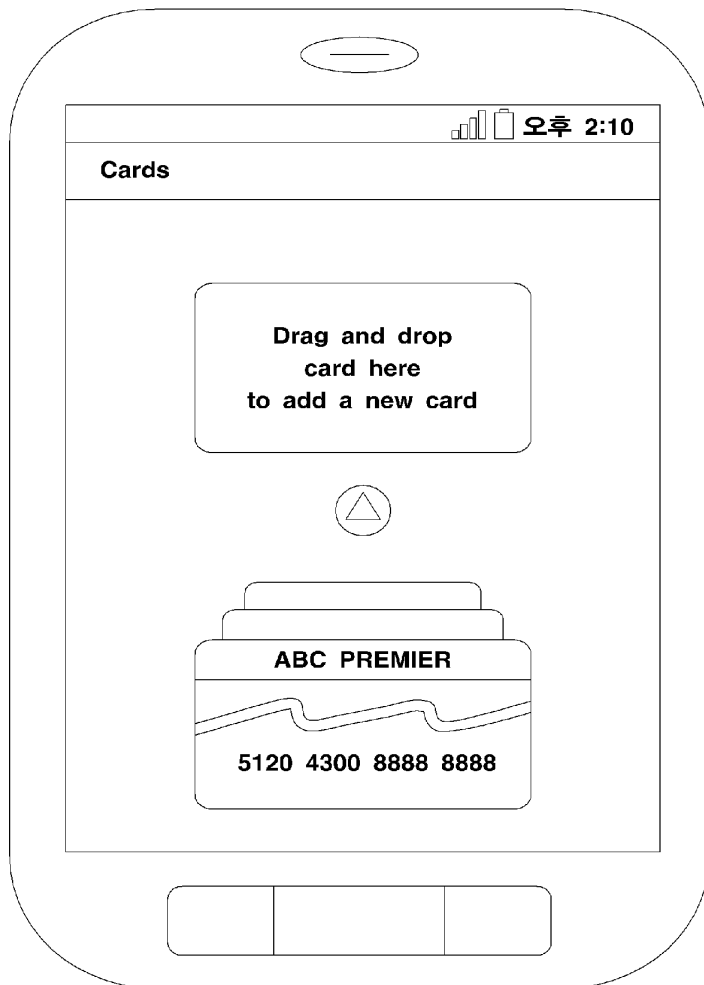 오후 2:10
Cards
Drag and drop
card here
to add a new card
ABC PREMIER
5120 4300 8888 8888